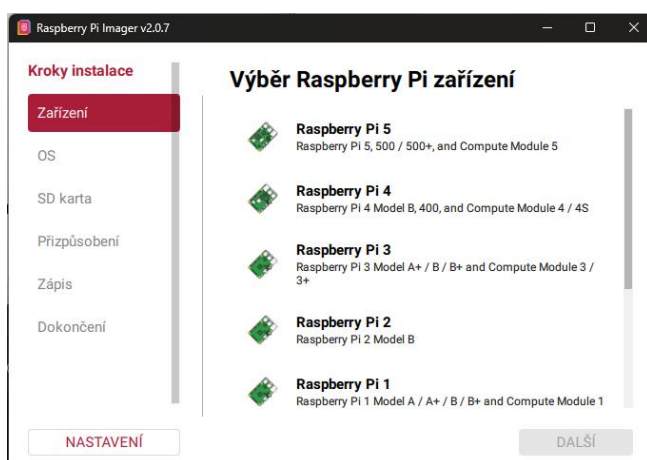 Raspberry Pi Imager v2.0.7
Kroky instalace
Zařízení
OS
SD karta
Přizpůsobení
Zápis
Dokončení
NASTAVENÍ
Výběr Raspberry Pi zařízení
Raspberry Pi 5
Raspberry Pi 5, 500 / 500+, and Compute Module 5
Raspberry Pi 4
Raspberry Pi 4 Model B, 400, and Compute Module 4 / 4S
Raspberry Pi 3
Raspberry Pi 3 Model A+ / B / B+ and Compute Module 3 /
3+
Raspberry Pi 2
Raspberry Pi 2 Model B
Raspberry Pi 1
Raspberry Pi 1 Model A / A+ / B / B+ and Compute Module 1
DALŠÍ